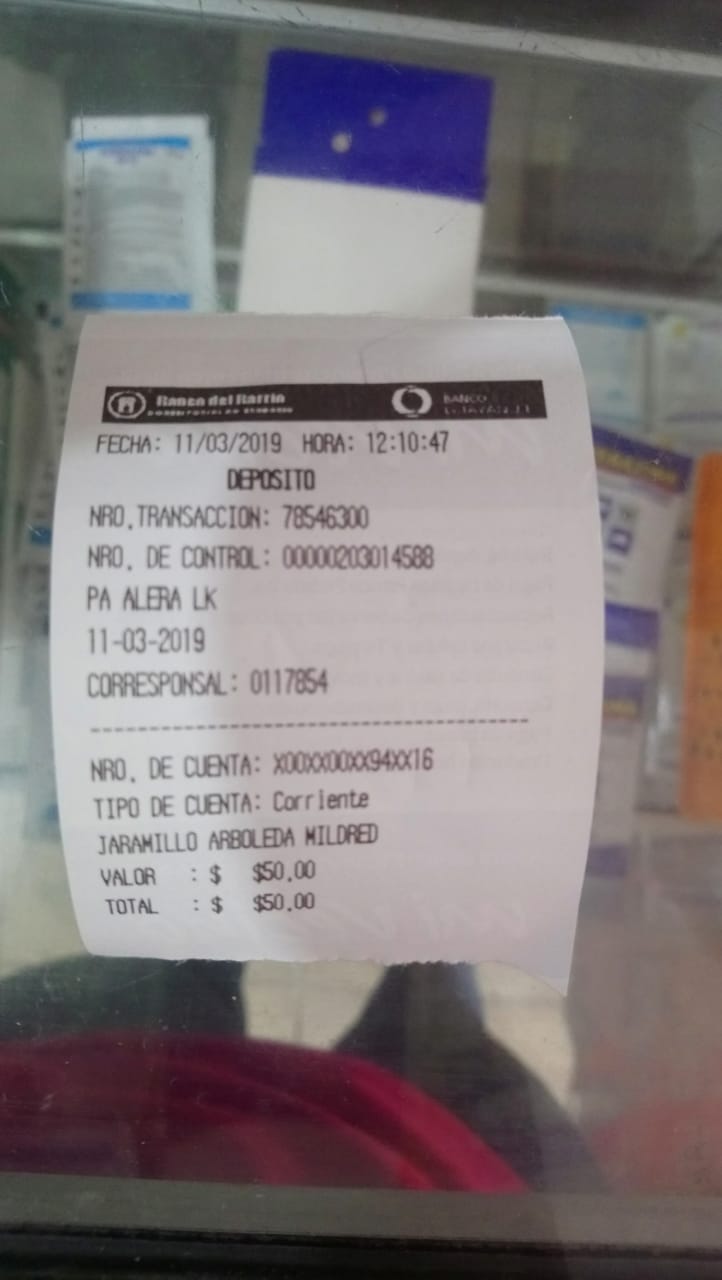 Banco del Barrio
BANCO
FECHA: 11/03/2019 HORA: 12:10:47
DEPOSITO
NRO.TRANSACCION: 78546300
NRO. DE CONTROL: 00000203014588
PA ALERA LK
11-03-2019
CORRESPONSAL: 0117854
NRO. DE CUENTA: X00XX00XX94XX16
TIPO DE CUENTA: Corriente
JARAMILLO ARBOLEDA MILDRED
VALOR : $ $50.00
TOTAL : $ $50.00